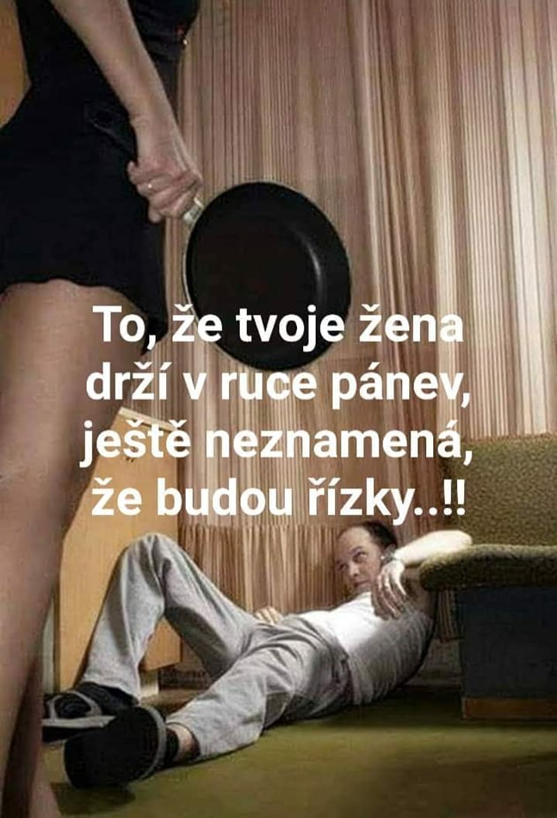 To, že tvoje žena
drží v ruce pánev,
ještě neznamená,
že budou řízky..!!